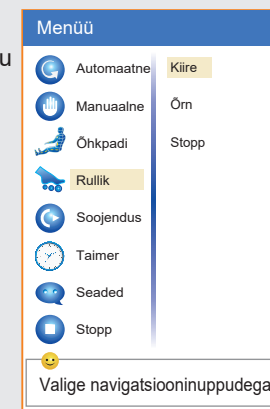 Menüü
u
Automaatne
Kiire
Manuaalne
Õrn
Õhkpadi
Stopp
Rullik
Soojendus
Taimer
Seaded
Stopp
Valige navigatsiooninuppudega